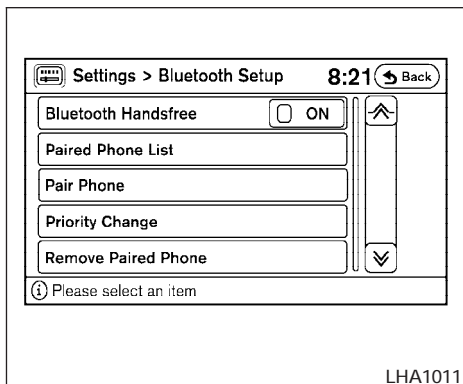 Settings > Bluetooth Setup 8:21 Back
Bluetooth Handsfree ON
Paired Phone List
Pair Phone
Priority Change
Remove Paired Phone
i Please select an item
LHA1011